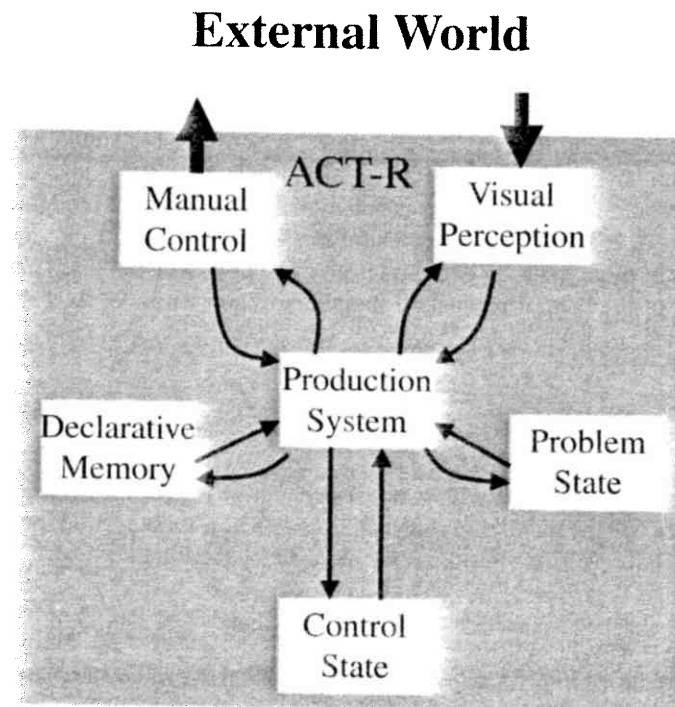 External World
ACT-R
Manual
Control
Visual
Perception
Production
System
Declarative
Memory
Problem
State
Control
State